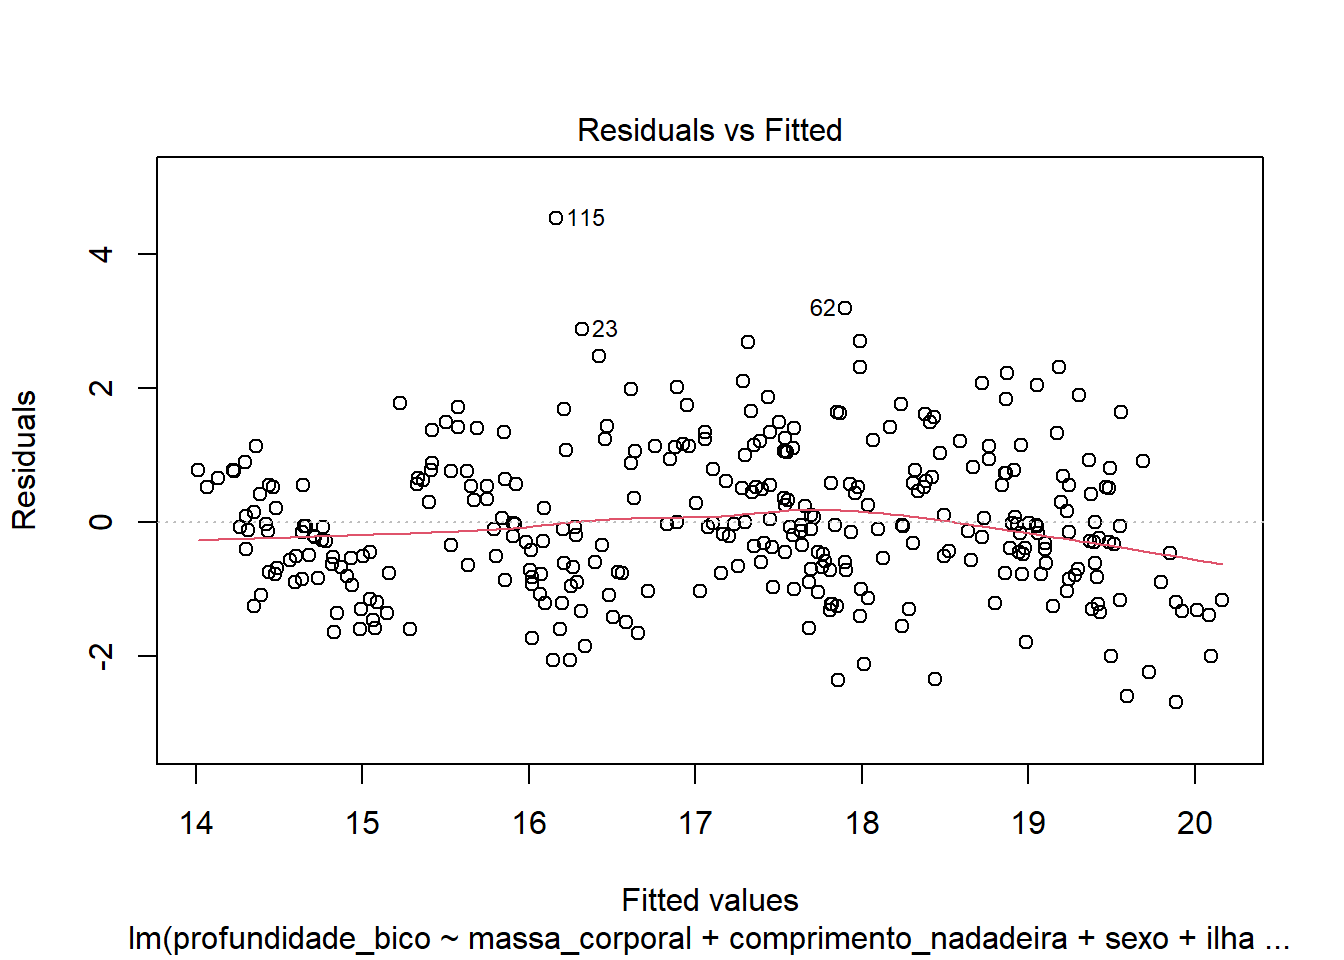 Residuals vs Fitted
115
62
23
Residuals
4
2
0
-2
14 15 16 17 18 19 20
Fitted values
lm(profundidade_bico ~ massa_corporal + comprimento_nadadeira + sexo + ilha ...